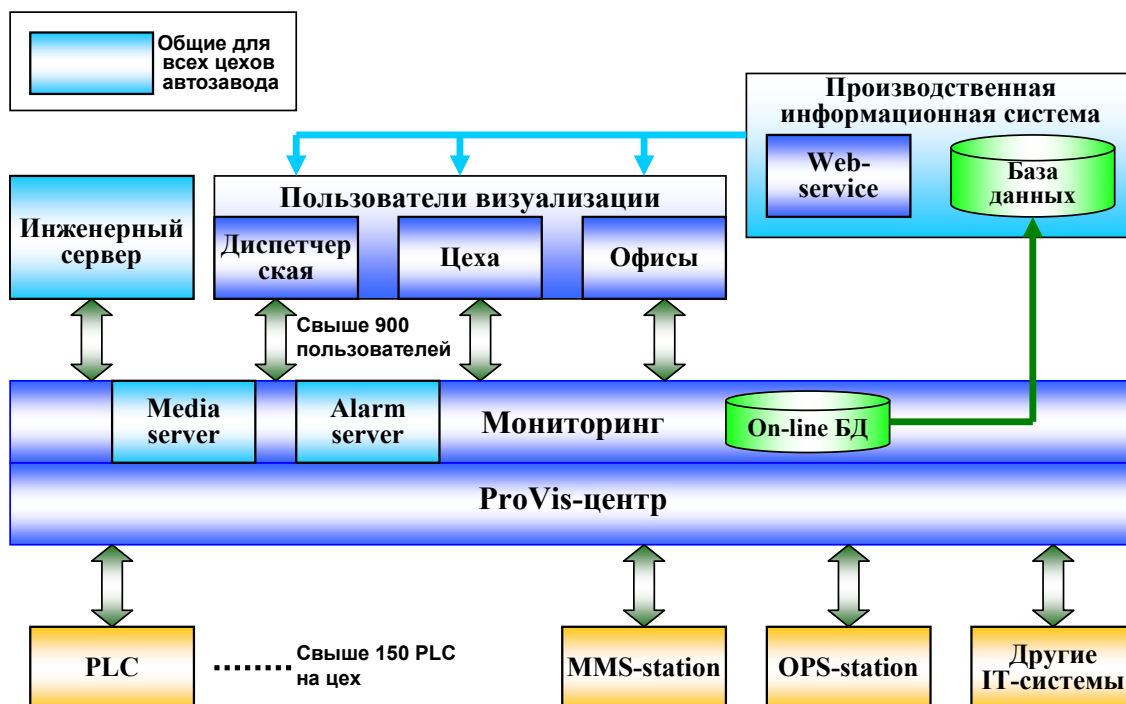 Общие для
всех цехов
автозавода
Производственная
информационная система
Web-
service
База
данных
Инженерный
сервер
Пользователи визуализации
Диспетчер
ская
Цеха
Офисы
Свыше 900
пользователей
Media
server
Alarm
server
Мониторинг
On-line БД
ProVis-центр
PLC
Свыше 150 PLC
на цех
MMS-station
OPS-station
Другие
IT-системы